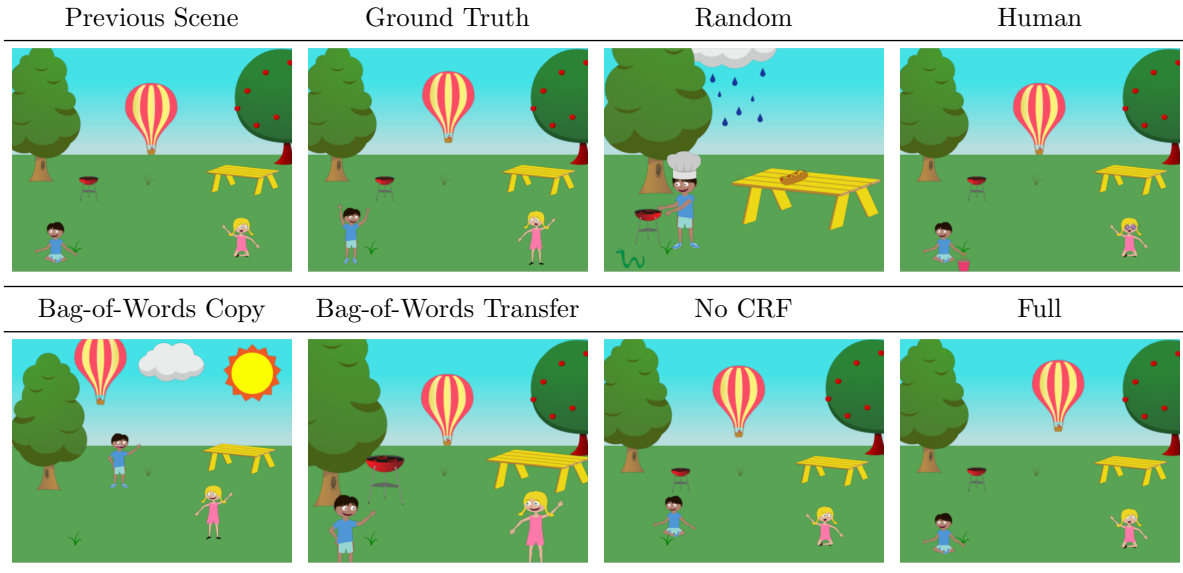 Previous Scene
Ground Truth
Random
Human
Bag-of-Words Copy
Bag-of-Words Transfer
No CRF
Full